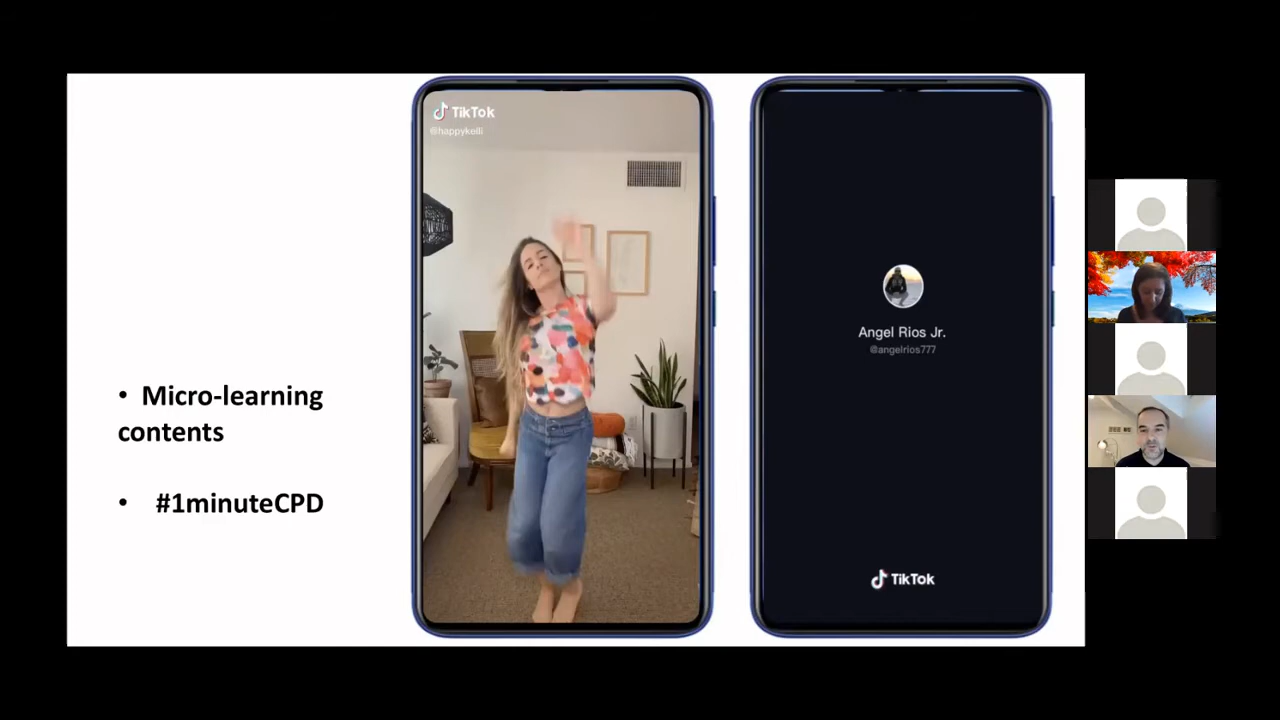 • Micro-learning
contents
• #1minuteCPD
TikTok
@happykelli
Angel Rios Jr.
@angelrios777
TikTok